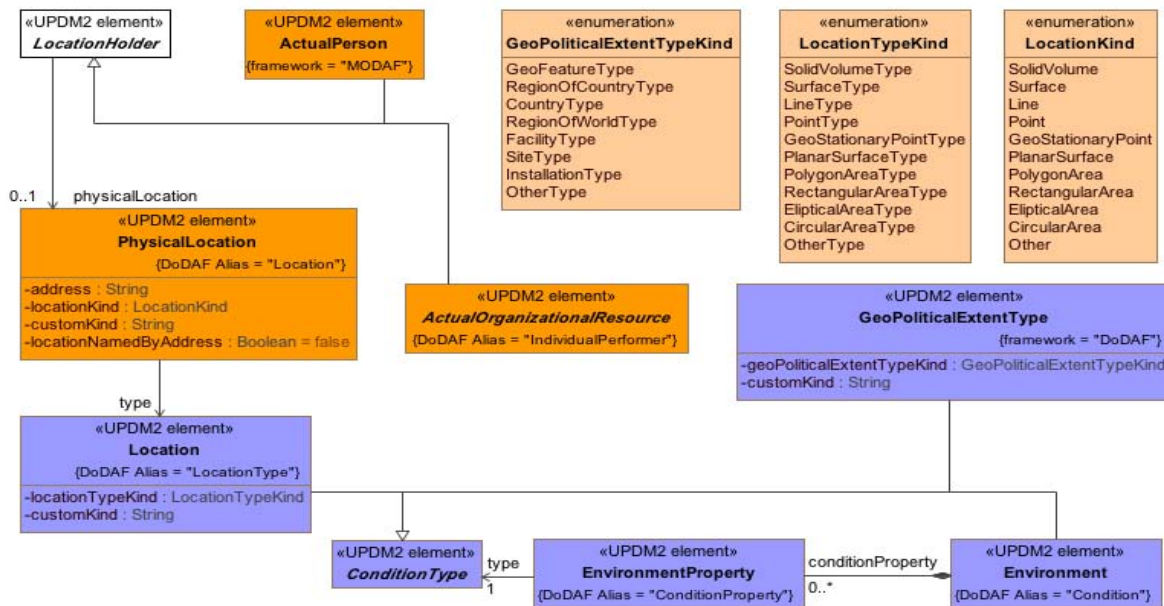 «UPDM2 element»
LocationHolder
«UPDM2 element»
ActualPerson
{framework = "MODAF"}
«enumeration»
GeoPoliticalExtentTypeKind
GeoFeatureType
RegionOfCountryType
CountryType
RegionOfWorldType
FacilityType
SiteType
InstallationType
OtherType
«enumeration»
LocationTypeKind
SolidVolumeType
SurfaceType
LineType
PointType
GeoStationaryPointType
PlanarSurfaceType
PolygonAreaType
RectangularAreaType
ElipticalAreaType
CircularAreaType
OtherType
«enumeration»
LocationKind
SolidVolume
Surface
Line
Point
GeoStationaryPoint
PlanarSurface
PolygonArea
RectangularArea
ElipticalArea
CircularArea
Other
0..1 physicalLocation
«UPDM2 element»
PhysicalLocation
{DoDAF Alias = "Location"}
-address : String
-locationKind : LocationKind
-customKind : String
-locationNamedByAddress : Boolean = false
«UPDM2 element»
ActualOrganizationalResource
{DoDAF Alias = "IndividualPerformer"}
«UPDM2 element»
GeoPoliticalExtentType
{framework = "DoDAF"}
-geoPoliticalExtentTypeKind : GeoPoliticalExtentTypeKind
-customKind : String
type
«UPDM2 element»
Location
{DoDAF Alias = "LocationType"}
-locationTypeKind : LocationTypeKind
-customKind : String
«UPDM2 element»
ConditionType
type
1
«UPDM2 element»
EnvironmentProperty
{DoDAF Alias = "ConditionProperty"}
conditionProperty
0..*
«UPDM2 element»
Environment
{DoDAF Alias = "Condition"}